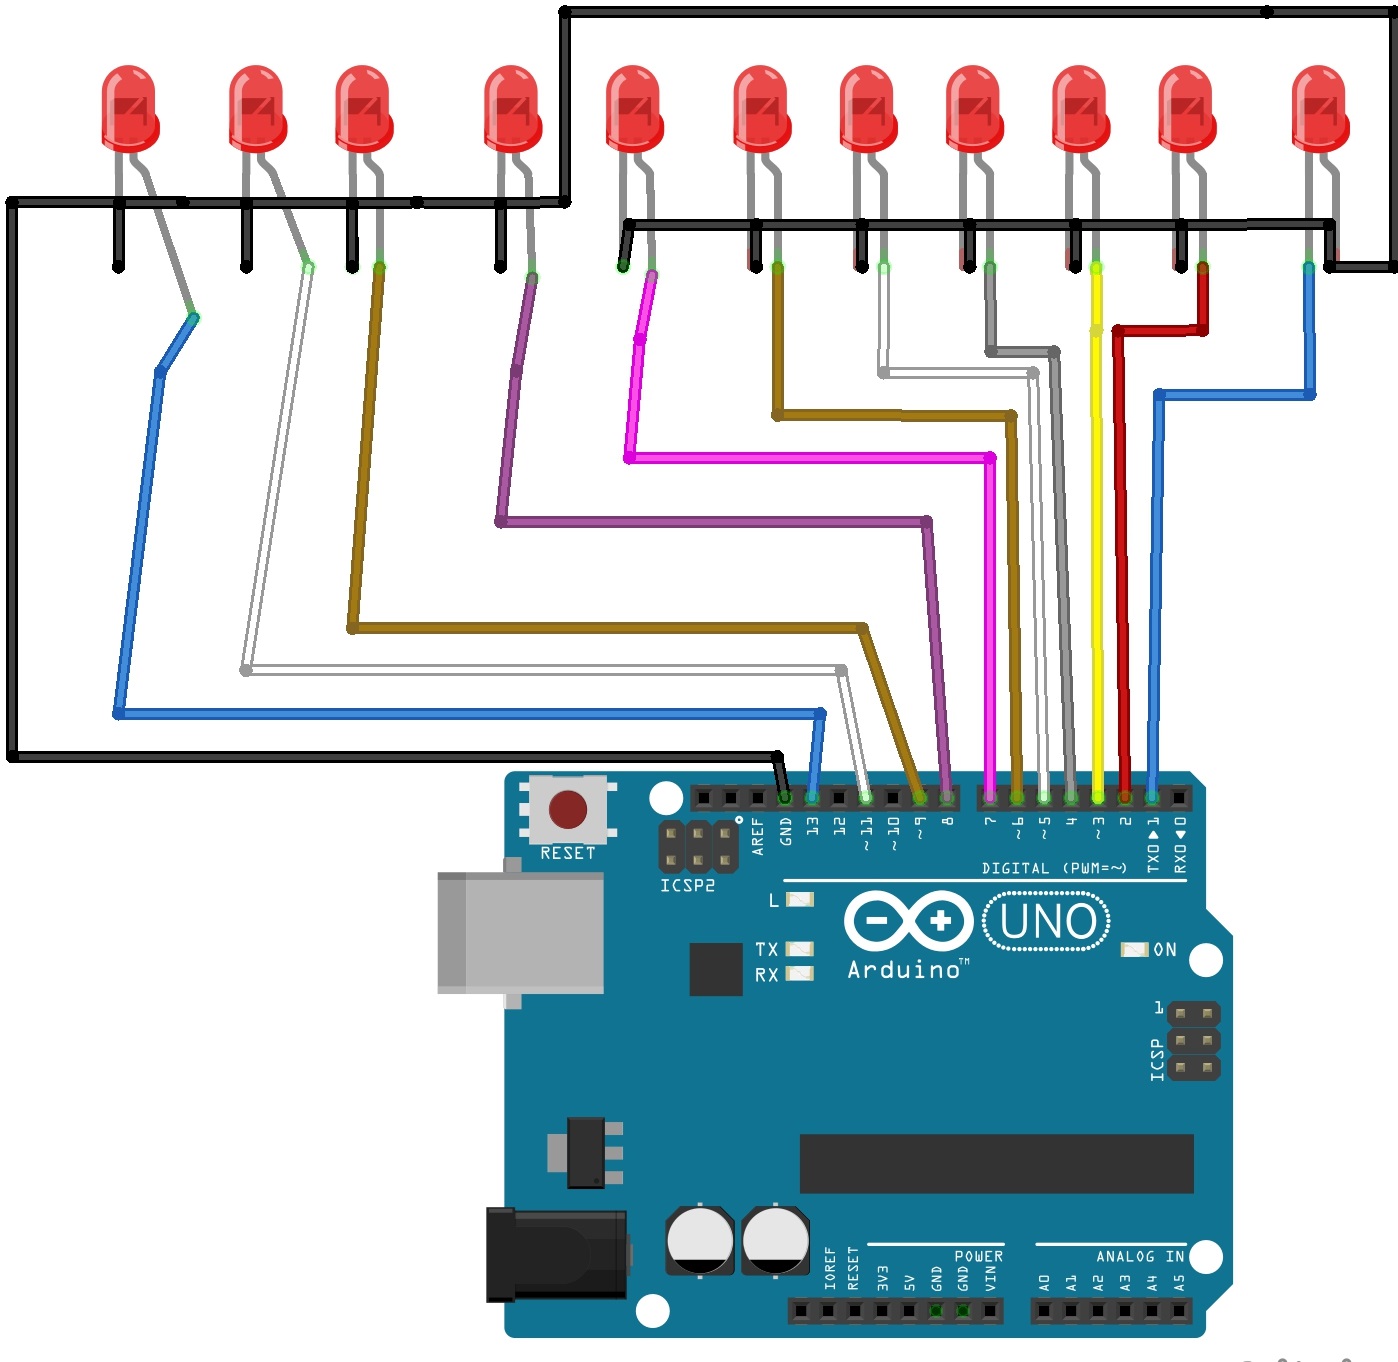 RESET
ICSP2
AREF
GND
13
12
~11
~10
~9
8
7
~6
~5
4
~3
2
TX0▶1
RX0◀0
DIGITAL (PWM=~)
L
TX
RX
UNO
Arduino™
ON
1
ICSP
POWER
ANALOG IN
IOREF
RESET
3V3
5V
GND
GND
VIN
A0
A1
A2
A3
A4
A5